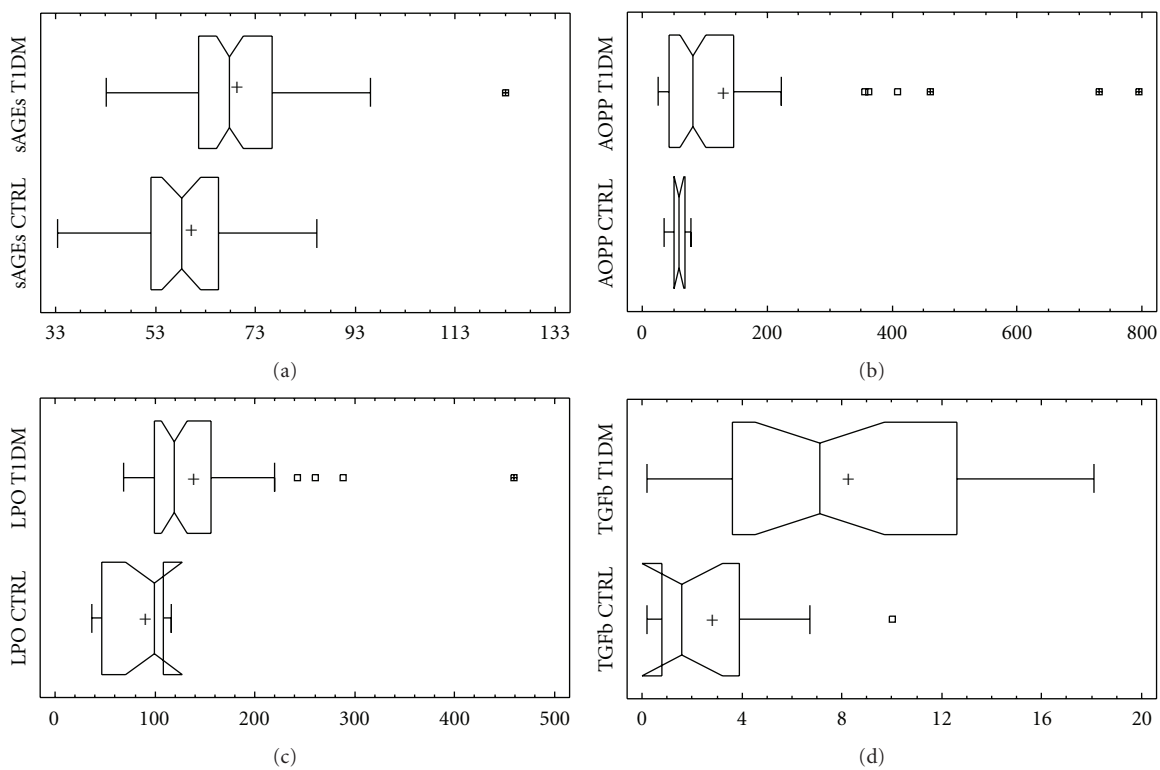 sAGEs T1DM
sAGEs CTRL
33 53 73 93 113 133
(a)
AOPP T1DM
AOPP CTRL
0 200 400 600 800
(b)
LPO T1DM
LPO CTRL
0 100 200 300 400 500
(c)
TGFb T1DM
TGFb CTRL
0 4 8 12 16 20
(d)